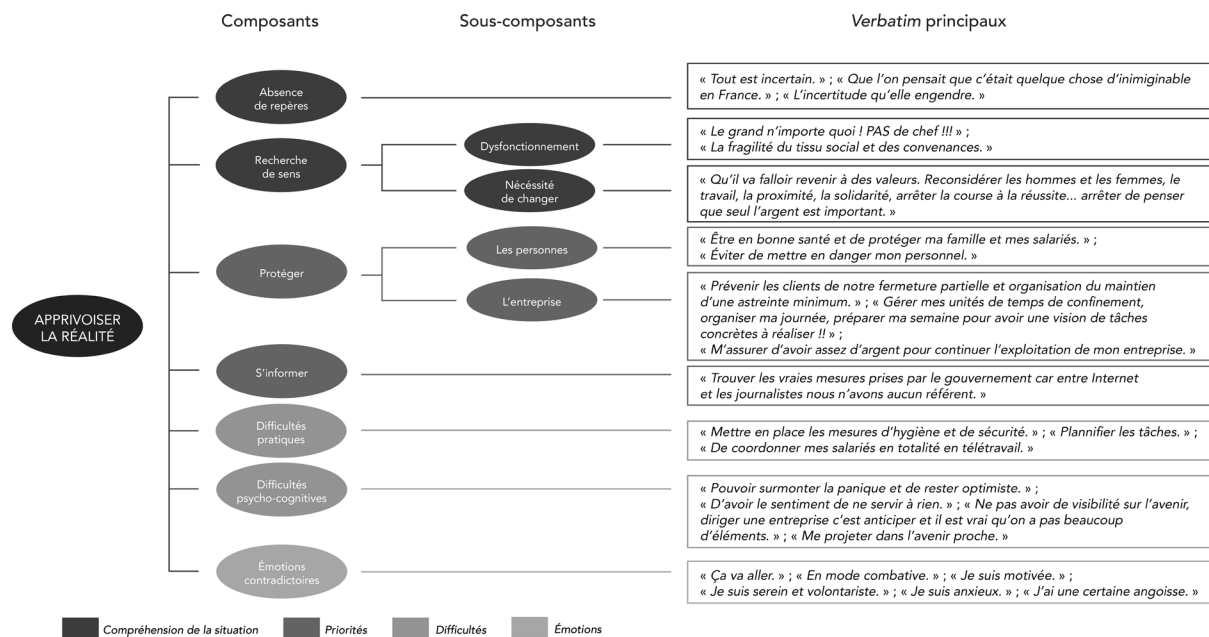 Composants
Sous-composants
Verbatim principaux
APPRIVOISER
LA RÉALITÉ
Absence
de repères
« Tout est incertain. » ; « Que l'on pensait que c'était quelque chose d'inimiginable
en France. » ; « L'incertitude qu'elle engendre. »
Recherche
de sens
Dysfonctionnement
« Le grand n'importe quoi ! PAS de chef !!! » ;
« La fragilité du tissu social et des convenances. »
Nécéssité
de changer
« Qu'il va falloir revenir à des valeurs. Reconsidérer les hommes et les femmes, le
travail, la proximité, la solidarité, arrêter la course à la réussite... arrêter de penser
que seul l'argent est important. »
Protéger
Les personnes
« Être en bonne santé et de protéger ma famille et mes salariés. » ;
« Éviter de mettre en danger mon personnel. »
L'entreprise
« Prévenir les clients de notre fermeture partielle et organisation du maintien
d'une astreinte minimum. » ; « Gérer mes unités de temps de confinement,
organiser ma journée, préparer ma semaine pour avoir une vision de tâches
concrètes à réaliser !! » ;
« M'assurer d'avoir assez d'argent pour continuer l'exploitation de mon entreprise. »
S'informer
« Trouver les vraies mesures prises par le gouvernement car entre Internet
et les journalistes nous n'avons aucun référent. »
Difficultés
pratiques
« Mettre en place les mesures d'hygiène et de sécurité. » ; « Plannifier les tâches. » ;
« De coordonner mes salariés en totalité en télétravail. »
Difficultés
psycho-cognitives
« Pouvoir surmonter la panique et de rester optimiste. » ;
« D'avoir le sentiment de ne servir à rien. » ; « Ne pas avoir de visibilité sur l'avenir,
diriger une entreprise c'est anticiper et il est vrai qu'on a pas beaucoup
d'éléments. » ; « Me projeter dans l'avenir proche. »
Émotions
contradictoires
« Ça va aller. » ; « En mode combative. » ; « Je suis motivée. » ;
« Je suis serein et volontariste. » ; « Je suis anxieux. » ; « J'ai une certaine angoisse. »
Compréhension de la situation
Priorités
Difficultés
Émotions